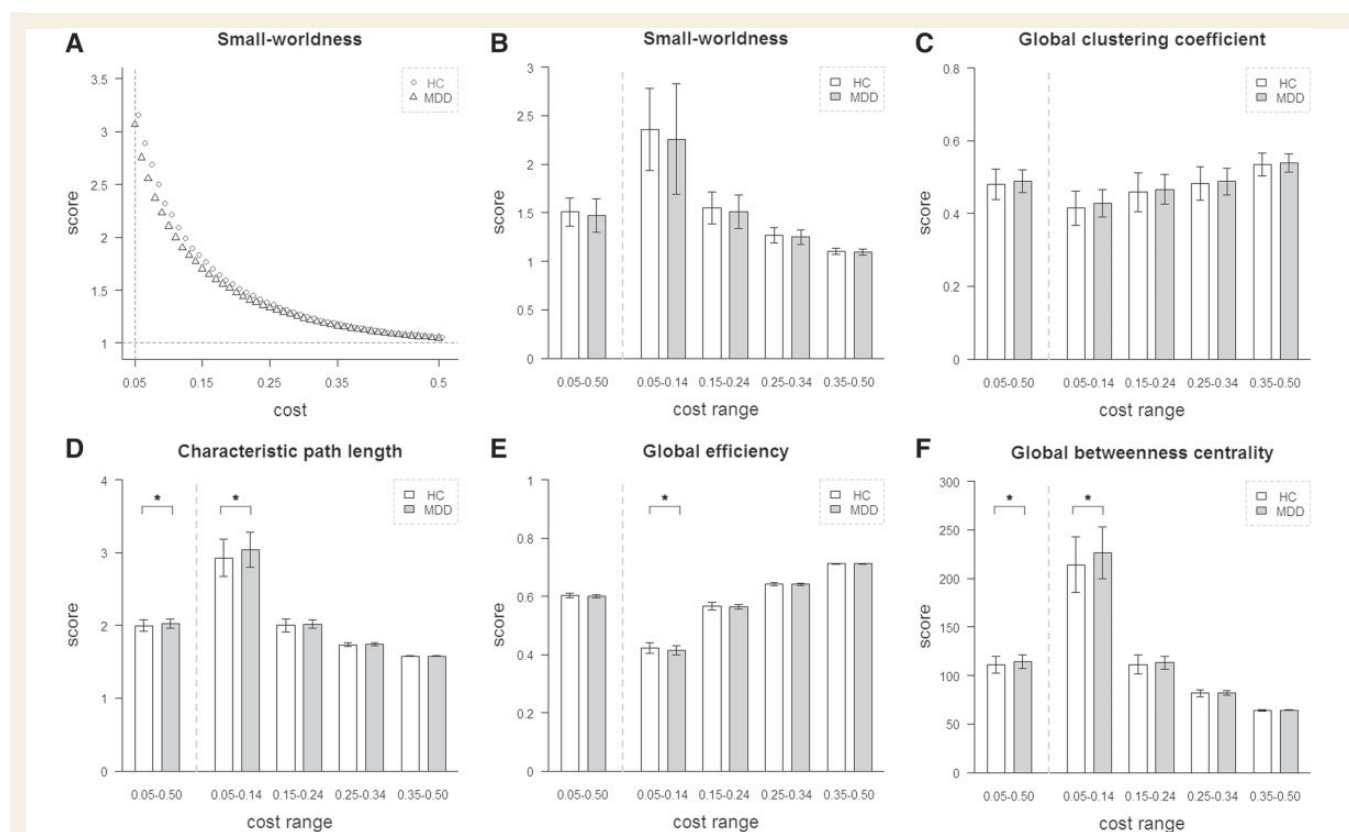 A
Small-worldness
HC
MDD
3.5
3
2.5
2
1.5
1
score
0.05
0.15
0.25
0.35
0.5
cost
B
Small-worldness
HC
MDD
3
2.5
2
1.5
1
0.5
0
score
0.05-0.50
0.05-0.14
0.15-0.24
0.25-0.34
0.35-0.50
cost range
C
Global clustering coefficient
HC
MDD
0.8
0.6
0.4
0.2
0
score
0.05-0.50
0.05-0.14
0.15-0.24
0.25-0.34
0.35-0.50
cost range
D
Characteristic path length
HC
MDD
4
3
2
1
0
score
*
*
0.05-0.50
0.05-0.14
0.15-0.24
0.25-0.34
0.35-0.50
cost range
E
Global efficiency
HC
MDD
1
0.8
0.6
0.4
0.2
0
score
*
0.05-0.50
0.05-0.14
0.15-0.24
0.25-0.34
0.35-0.50
cost range
F
Global betweenness centrality
HC
MDD
300
250
200
150
100
50
0
score
*
*
0.05-0.50
0.05-0.14
0.15-0.24
0.25-0.34
0.35-0.50
cost range